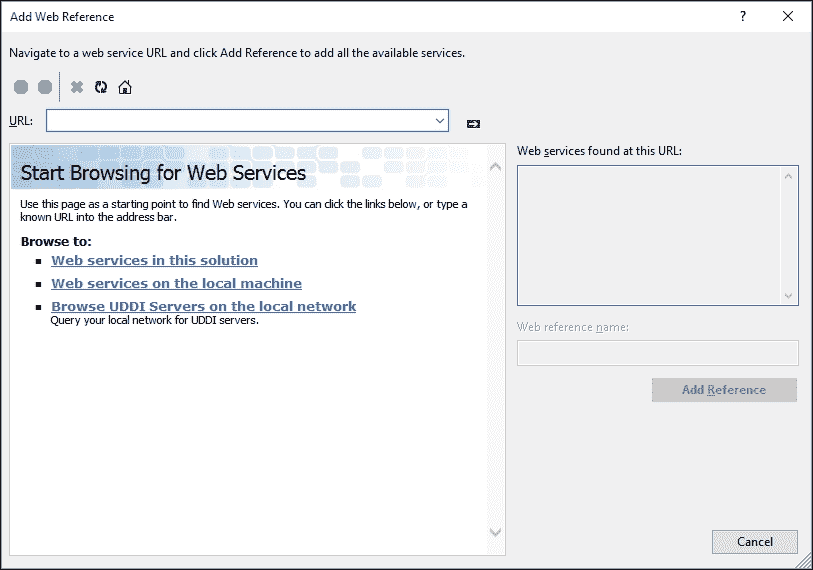 Add Web Reference
?
Navigate to a web service URL and click Add Reference to add all the available services.
URL:
Start Browsing for Web Services
Use this page as a starting point to find Web services. You can click the links below, or type a
known URL into the address bar.
Browse to:
Web services in this solution
Web services on the local machine
Browse UDDI Servers on the local network
Query your local network for UDDI servers.
Web services found at this URL:
Web reference name:
Add Reference
Cancel